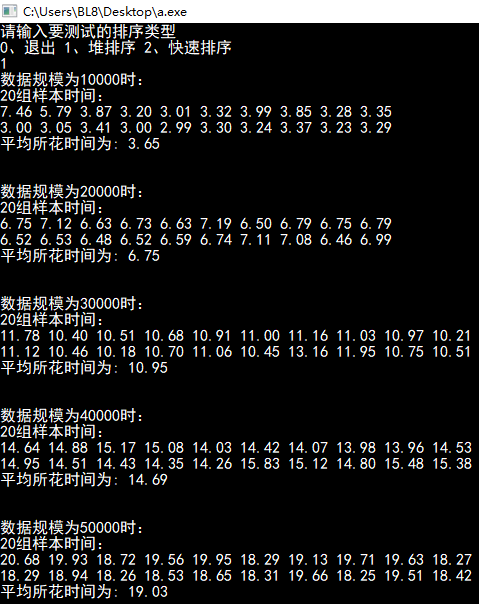 C:\Users\BL8\Desktop\a.exe
请输入要测试的排序类型
0、退出 1、堆排序 2、快速排序
1
数据规模为10000时：
20组样本时间：
7.46 5.79 3.87 3.20 3.01 3.32 3.99 3.85 3.28 3.35
3.00 3.05 3.41 3.00 2.99 3.30 3.24 3.37 3.23 3.29
平均所花时间为: 3.65
数据规模为20000时：
20组样本时间：
6.75 7.12 6.63 6.73 6.63 7.19 6.50 6.79 6.75 6.79
6.52 6.53 6.48 6.52 6.59 6.74 7.11 7.08 6.46 6.99
平均所花时间为: 6.75
数据规模为30000时：
20组样本时间：
11.78 10.40 10.51 10.68 10.91 11.00 11.16 11.03 10.97 10.21
11.12 10.46 10.18 10.70 11.06 10.45 13.16 11.95 10.75 10.51
平均所花时间为: 10.95
数据规模为40000时：
20组样本时间：
14.64 14.88 15.17 15.08 14.03 14.42 14.07 13.98 13.96 14.53
14.95 14.51 14.43 14.35 14.26 15.83 15.12 14.80 15.48 15.38
平均所花时间为: 14.69
数据规模为50000时：
20组样本时间：
20.68 19.93 18.72 19.56 19.95 18.29 19.13 19.71 19.63 18.27
18.29 18.94 18.26 18.53 18.65 18.31 19.66 18.25 19.51 18.42
平均所花时间为: 19.03